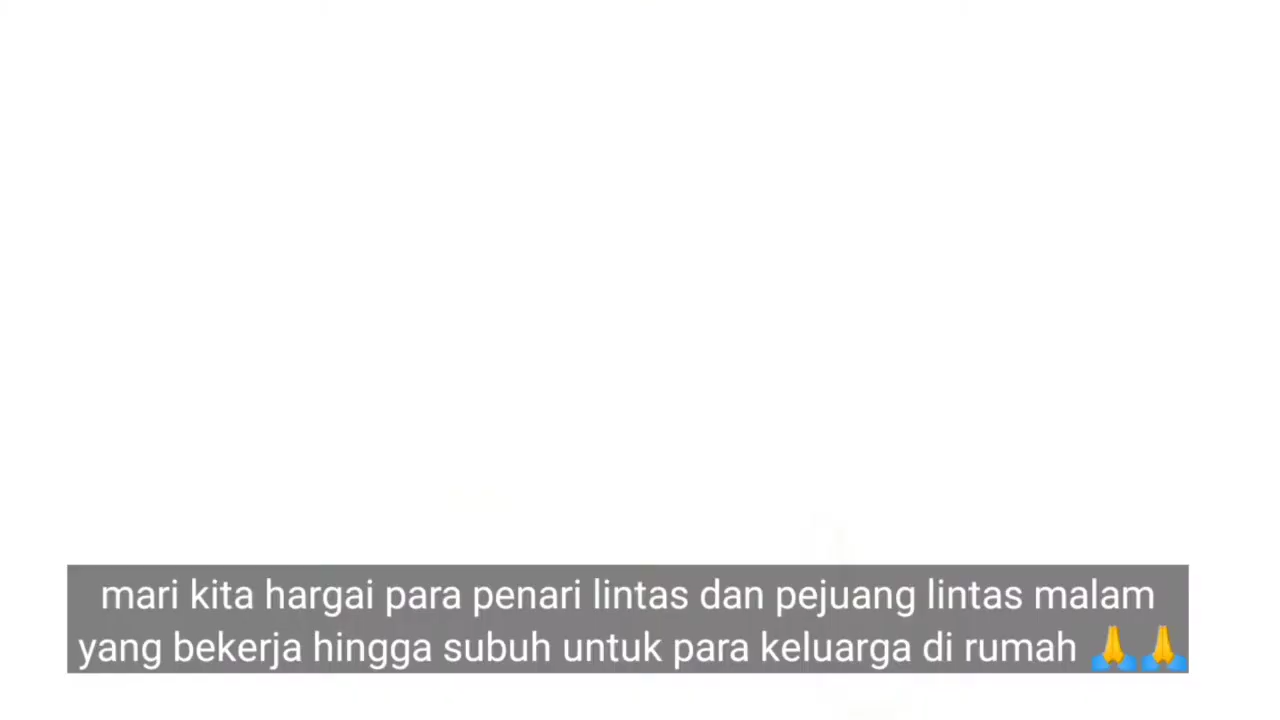 mari kita hargai para penari lintas dan pejuang lintas malam
yang bekerja hingga subuh untuk para keluarga di rumah 🙏🙏